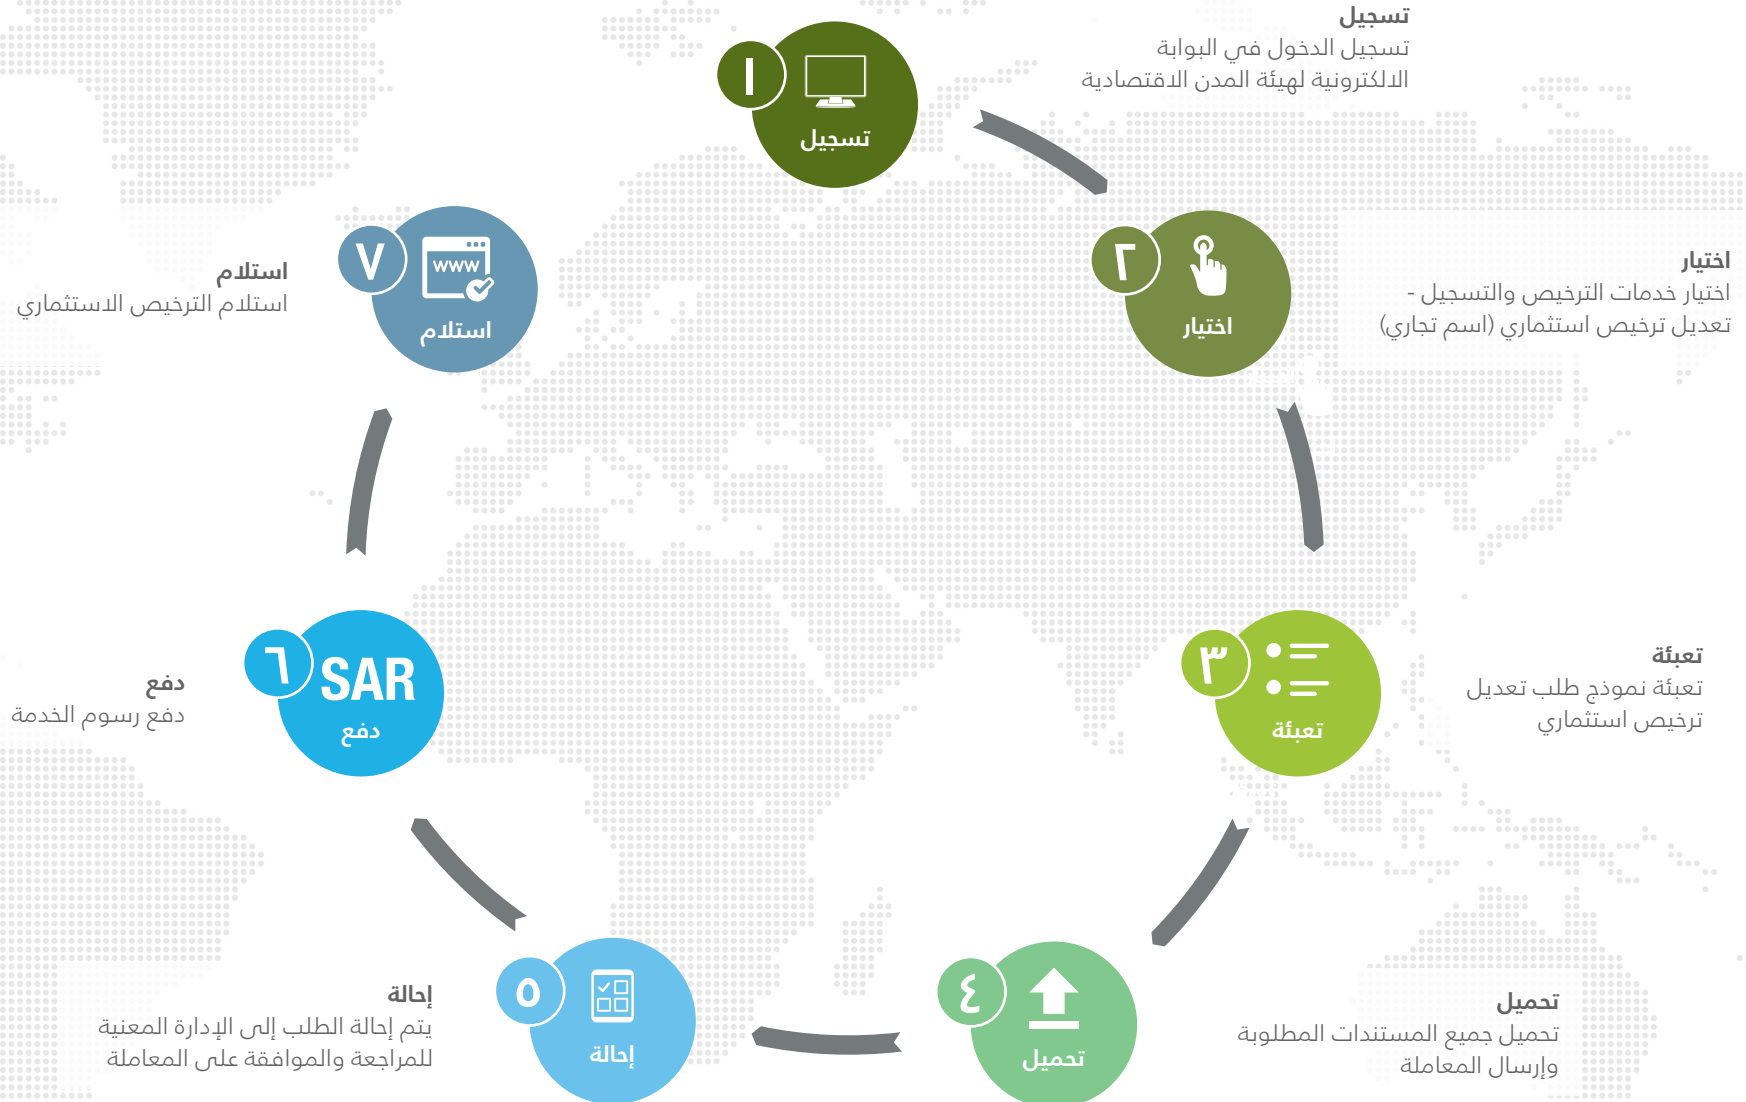 ١
تسجيل
تسجيل
تسجيل الدخول في البوابة
الالكترونية لهيئة المدن الاقتصادية
٢
اختيار
اختيار
اختيار خدمات الترخيص والتسجيل -
تعديل ترخيص استثماري (اسم تجاري)
٣
تعبئة
تعبئة
تعبئة نموذج طلب تعديل
ترخيص استثماري
٤
تحميل
تحميل
تحميل جميع المستندات المطلوبة
وإرسال المعاملة
٥
إحالة
إحالة
يتم إحالة الطلب إلى الإدارة المعنية
للمراجعة والموافقة على المعاملة
٦
SAR
دفع
دفع
دفع رسوم الخدمة
٧
www
استلام
استلام
استلام الترخيص الاستثماري